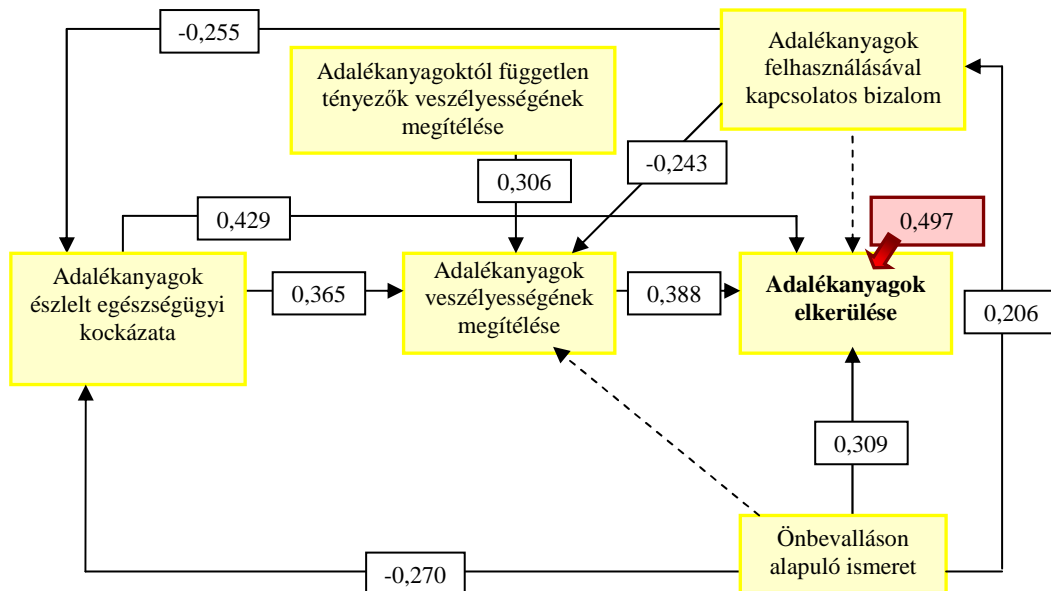 -0,255
Adalékanyagok
felhasználásával
kapcsolatos bizalom
Adalékanyagoktól független
tényezők veszélyességének
megítélése
-0,243
0,306
0,429
0,497
Adalékanyagok
észlelt egészségügyi
kockázata
0,365
Adalékanyagok
veszélyességének
megítélése
0,388
Adalékanyagok
elkerülése
0,206
0,309
Önbevalláson
alapuló ismeret
-0,270